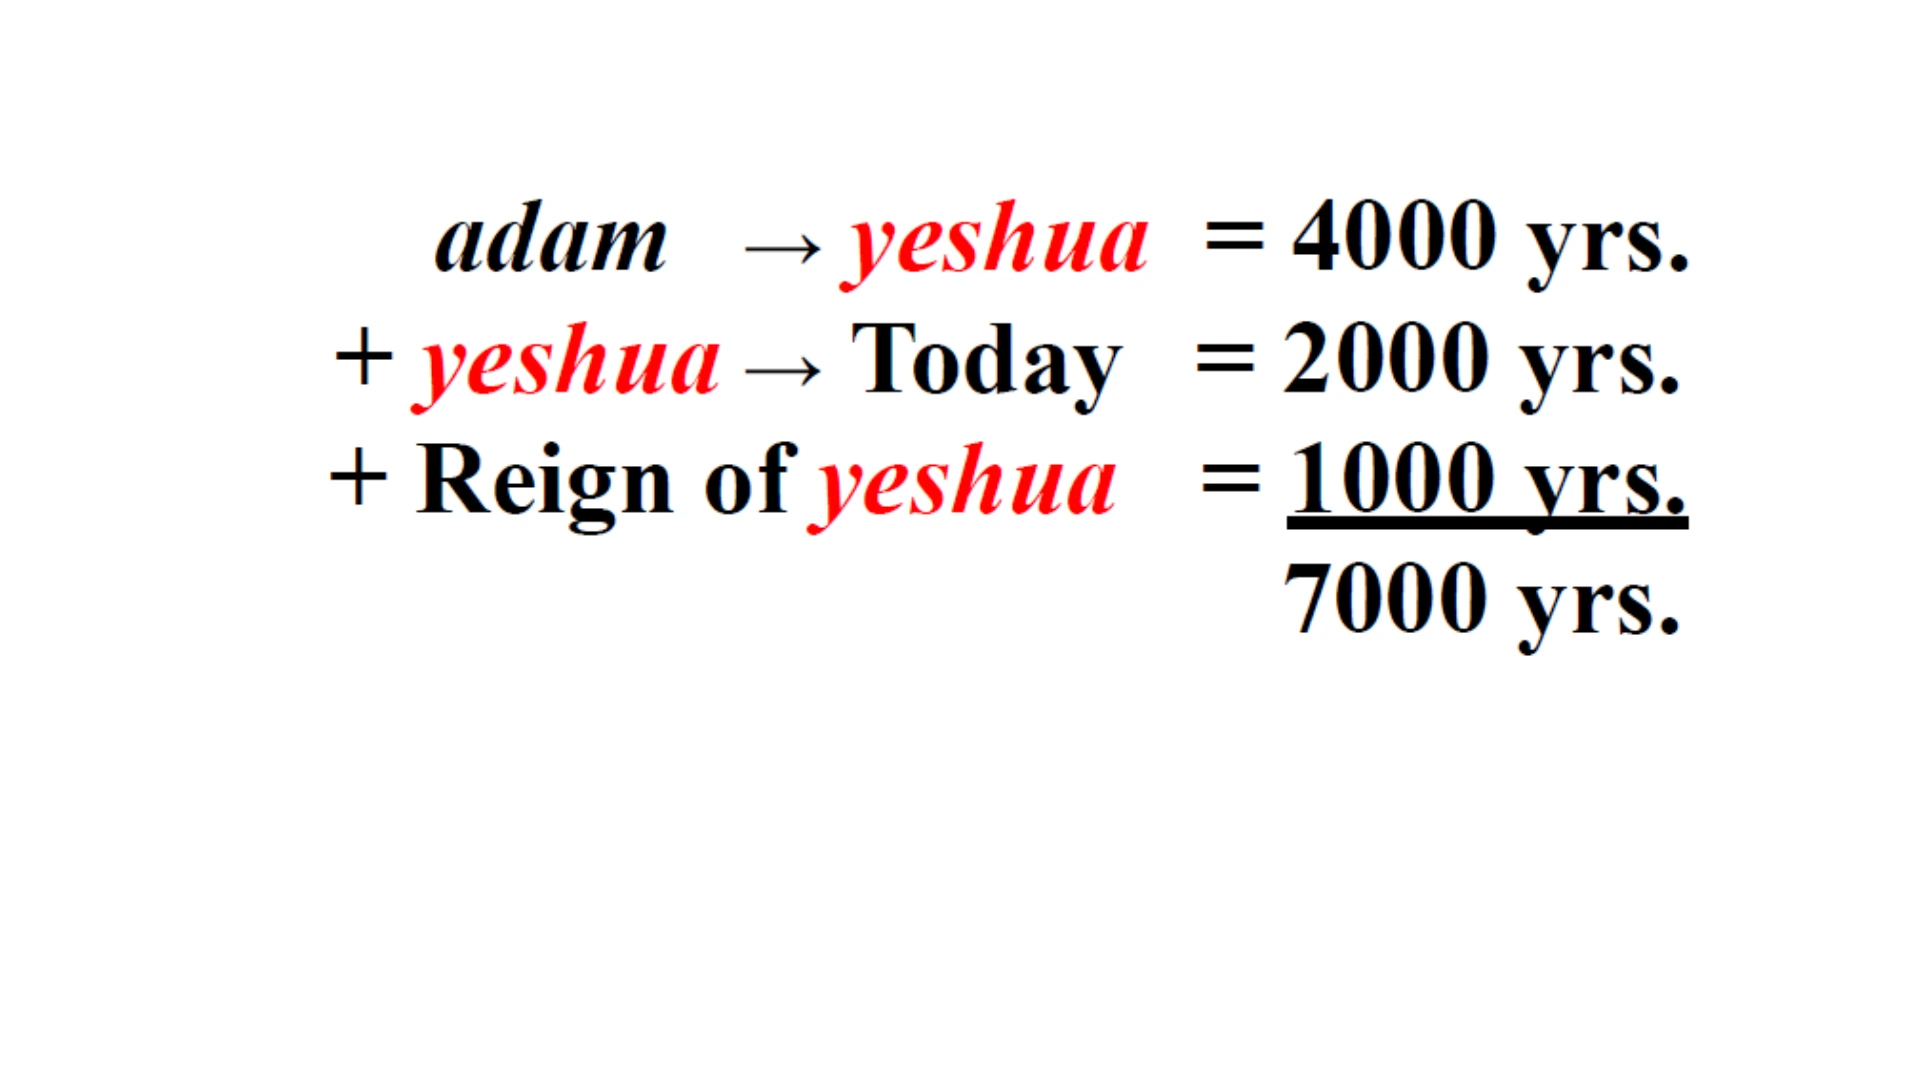 adam → yeshua = 4000 yrs.
+ yeshua → Today = 2000 yrs.
+ Reign of yeshua = 1000 yrs.
7000 yrs.